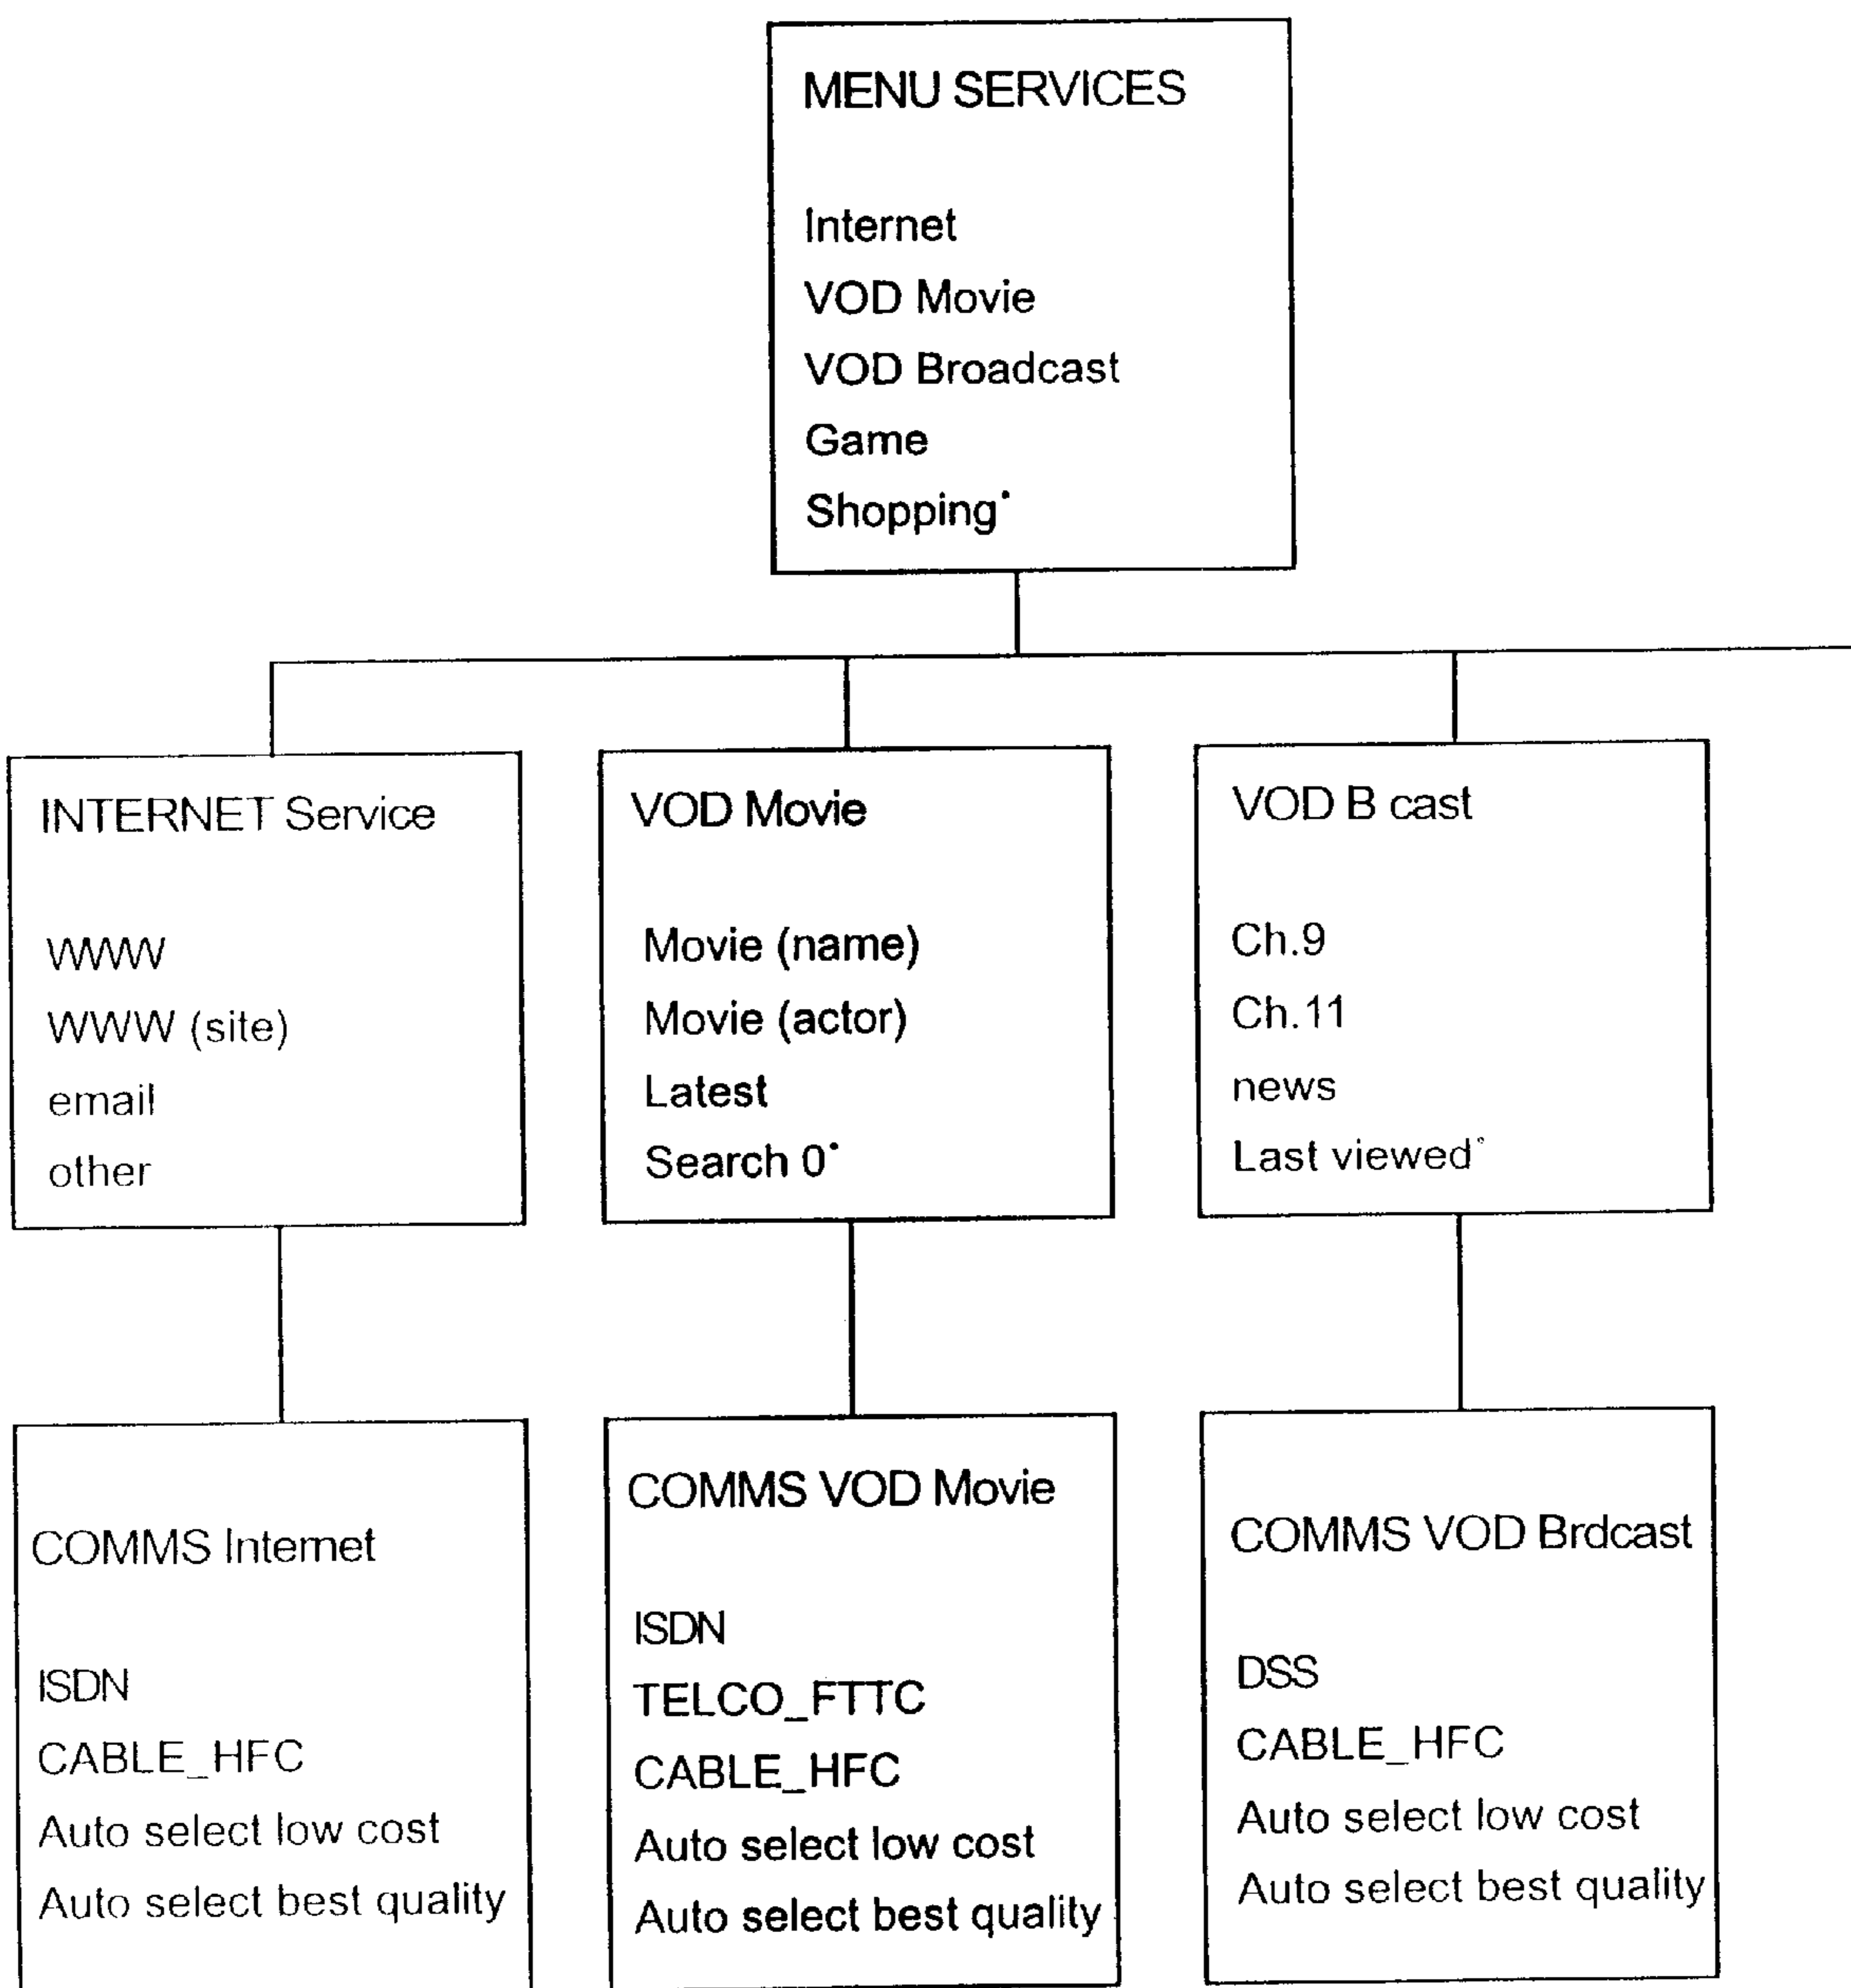 MENU SERVICES
Internet
VOD Movie
VOD Broadcast
Game
Shopping•
INTERNET Service
WWW
WWW (site)
email
other
VOD Movie
Movie (name)
Movie (actor)
Latest
Search 0•
VOD B cast
Ch.9
Ch.11
news
Last viewed°
COMMS Internet
ISDN
CABLE_HFC
Auto select low cost
Auto select best quality
COMMS VOD Movie
ISDN
TELCO_FTTC
CABLE_HFC
Auto select low cost
Auto select best quality
COMMS VOD Brdcast
DSS
CABLE_HFC
Auto select low cost
Auto select best quality